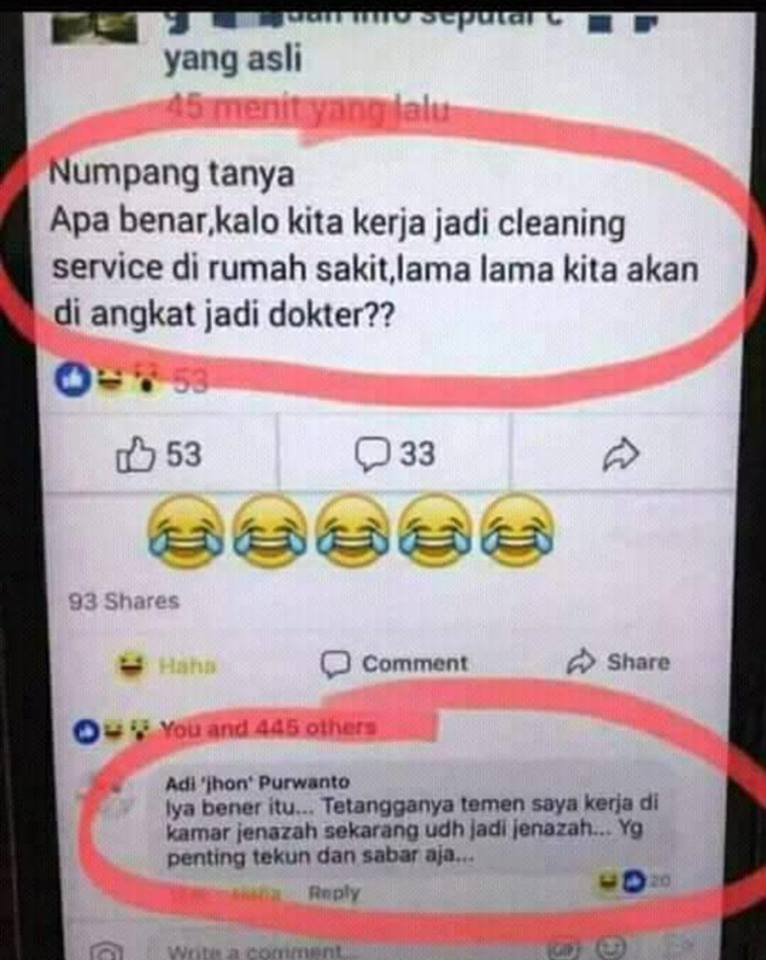 yang asli
45 menit yang lalu
Numpang tanya
Apa benar,kalo kita kerja jadi cleaning
service di rumah sakit,lama lama kita akan
di angkat jadi dokter??
53
53
33
93 Shares
Haha
Comment
Share
You and 445 others
Adi 'jhon' Purwanto
Iya bener itu... Tetangganya temen saya kerja di
kamar jenazah sekarang udh jadi jenazah... Yg
penting tekun dan sabar aja...
Haha Reply
20
Write a comment...
GIF